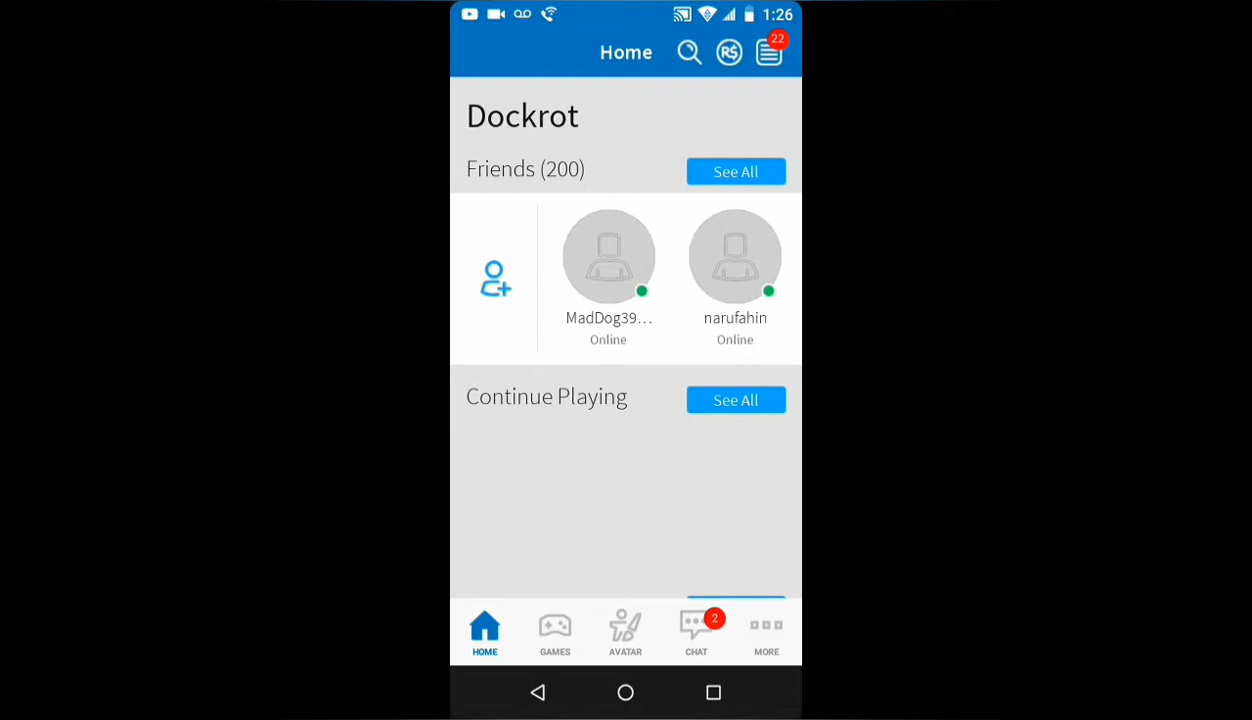 1:26
Home
R$
22
Dockrot
Friends (200)
See All
MadDog39...
narufahin
Online
Online
Continue Playing
See All
2
HOME
GAMES
AVATAR
CHAT
MORE